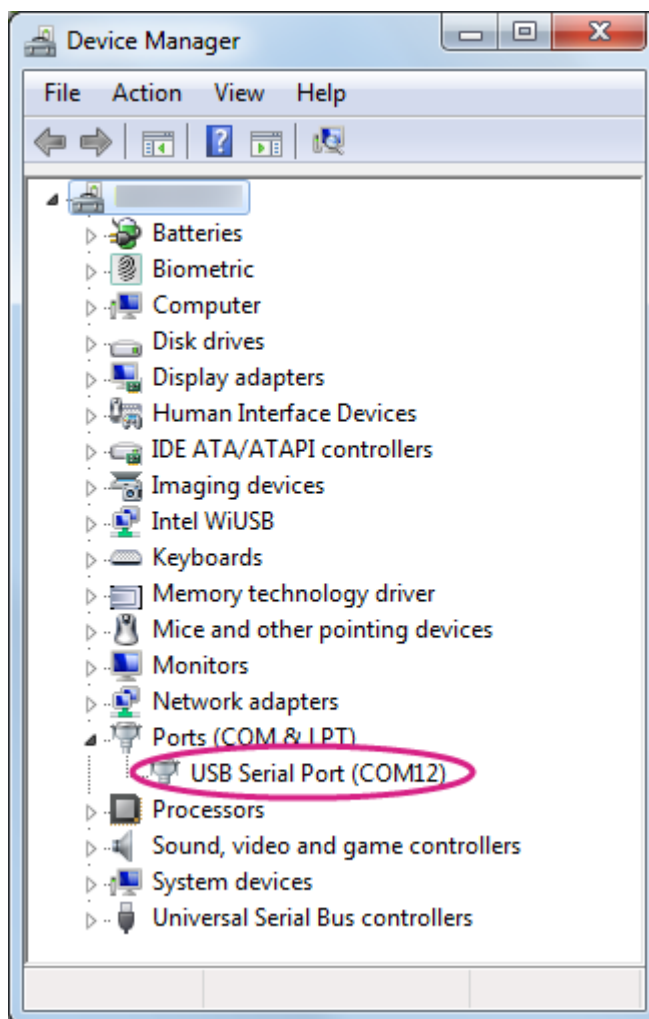 Device Manager
File Action View Help
Batteries
Biometric
Computer
Disk drives
Display adapters
Human Interface Devices
IDE ATA/ATAPI controllers
Imaging devices
Intel WiUSB
Keyboards
Memory technology driver
Mice and other pointing devices
Monitors
Network adapters
Ports (COM & LPT)
USB Serial Port (COM12)
Processors
Sound, video and game controllers
System devices
Universal Serial Bus controllers